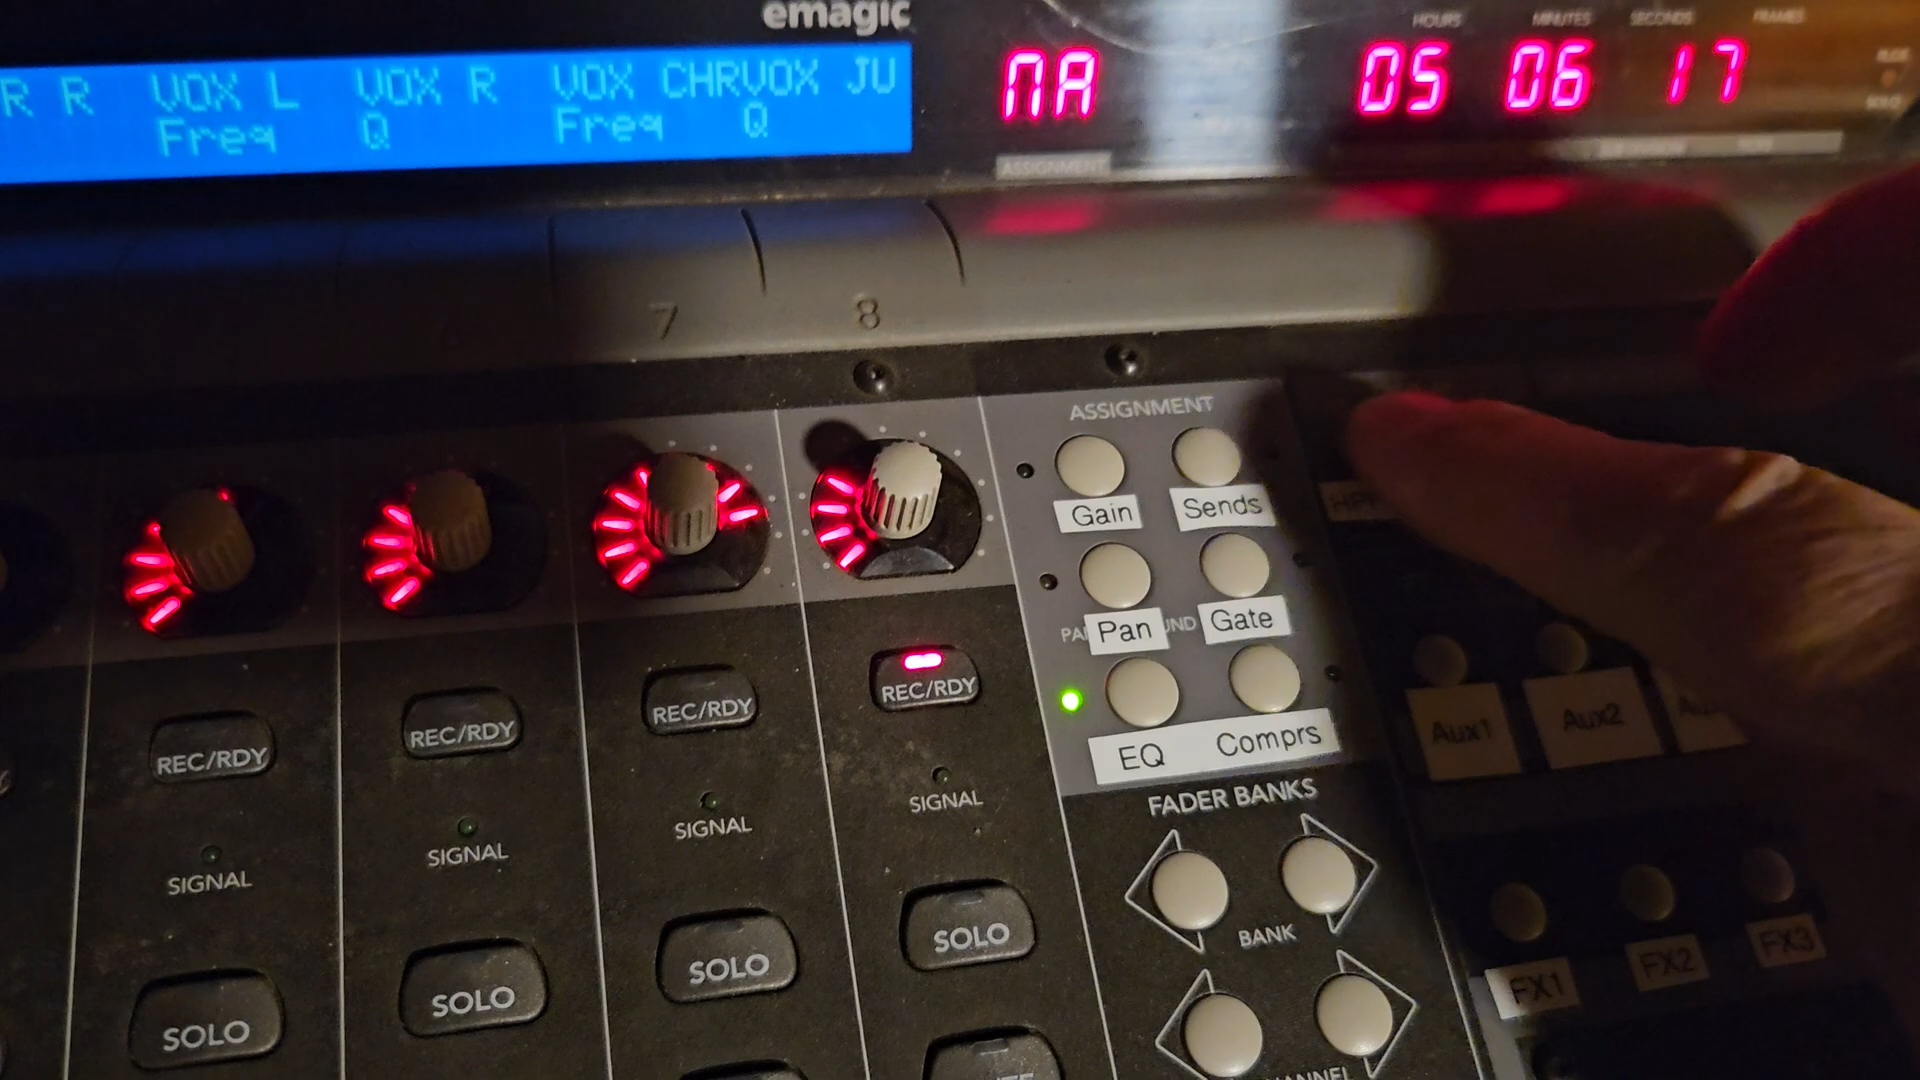 emagic
HOURS MINUTES SECONDS FRAMES
R R VOX L VOX R VOX CHRVOX JU
Freq Q Freq Q
05 06 17
SOLO
ASSIGNMENT
7 8
ASSIGNMENT
Gain Sends
Pan Gate
EQ Comprs
REC/RDY REC/RDY REC/RDY REC/RDY
SIGNAL SIGNAL SIGNAL SIGNAL
SOLO SOLO SOLO SOLO
FADER BANKS
BANK
Aux1 Aux2
FX1 FX2 FX3